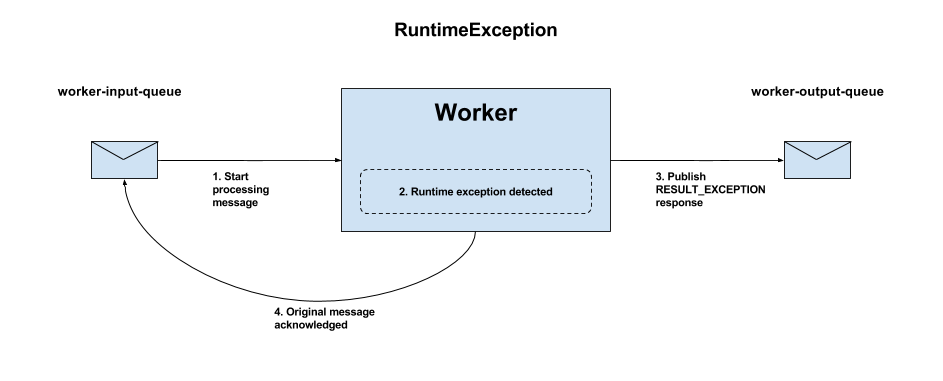 RuntimeException
worker-input-queue
worker-output-queue
Worker
1. Start
processing
message
2. Runtime exception detected
3. Publish
RESULT_EXCEPTION
response
4. Original message
acknowledged